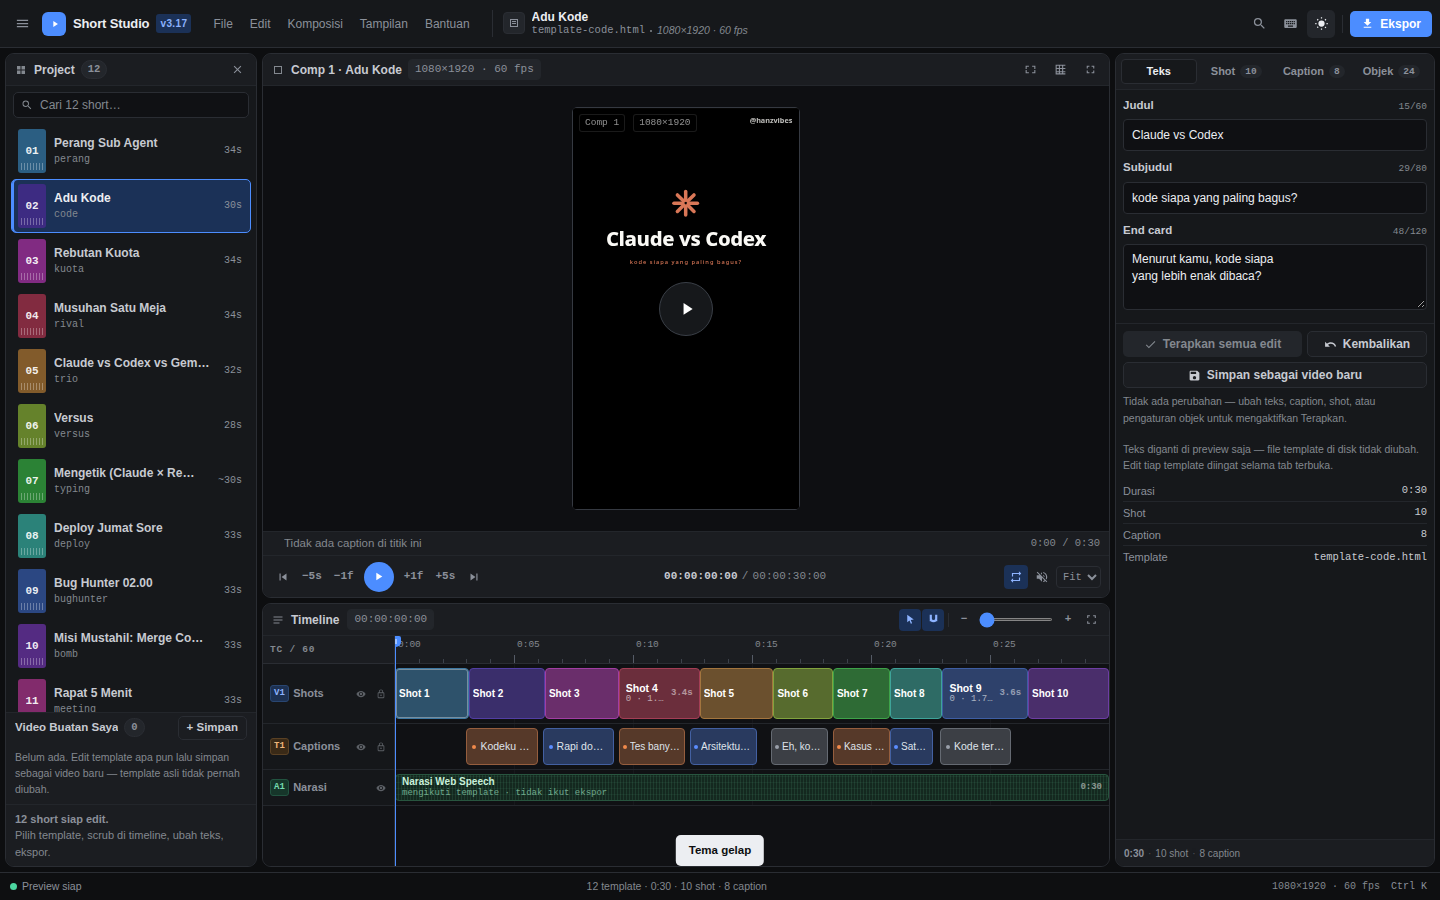 Short Studio v3.17 File Edit Komposisi Tampilan Bantuan
Adu Kode
template-code.html · 1080×1920 · 60 fps
Ekspor
Project 12
Cari 12 short…
01 Perang Sub Agent 34s
perang
02 Adu Kode 30s
code
03 Rebutan Kuota 34s
kuota
04 Musuhan Satu Meja 34s
rival
05 Claude vs Codex vs Gem… 32s
trio
06 Versus 28s
versus
07 Mengetik (Claude × Re… ~30s
typing
08 Deploy Jumat Sore 33s
deploy
09 Bug Hunter 02.00 33s
bughunter
10 Misi Mustahil: Merge Co… 33s
bomb
11 Rapat 5 Menit 33s
meeting
Video Buatan Saya 0 + Simpan
Belum ada. Edit template apa pun lalu simpan
sebagai video baru — template asli tidak pernah
diubah.
12 short siap edit.
Pilih template, scrub di timeline, ubah teks,
ekspor.
Comp 1 · Adu Kode 1080×1920 · 60 fps
Comp 1 1080×1920 @hanzvibes
Claude vs Codex
kode siapa yang paling bagus?
Tidak ada caption di titik ini 0:00 / 0:30
−5s −1f +1f +5s 00:00:00:00 / 00:00:30:00 Fit
Timeline 00:00:00:00 − +
TC / 60 0:00 0:05 0:10 0:15 0:20 0:25
V1 Shots
Shot 1 Shot 2 Shot 3 Shot 4 3.4s Shot 5 Shot 6 Shot 7 Shot 8 Shot 9 3.6s Shot 10
0 · 1.… 0 · 1.7…
T1 Captions
Kodeku … Rapi do… Tes bany… Arsitektu… Eh, ko… Kasus … Sat… Kode ter…
A1 Narasi
Narasi Web Speech
mengikuti template · tidak ikut ekspor 0:30
Tema gelap
Teks Shot 10 Caption 8 Objek 24
Judul 15/60
Claude vs Codex
Subjudul 29/80
kode siapa yang paling bagus?
End card 48/120
Menurut kamu, kode siapa
yang lebih enak dibaca?
Terapkan semua edit Kembalikan
Simpan sebagai video baru
Tidak ada perubahan — ubah teks, caption, shot, atau
pengaturan objek untuk mengaktifkan Terapkan.
Teks diganti di preview saja — file template di disk tidak diubah.
Edit tiap template diingat selama tab terbuka.
Durasi 0:30
Shot 10
Caption 8
Template template-code.html
0:30 · 10 shot · 8 caption
Preview siap
12 template · 0:30 · 10 shot · 8 caption
1080×1920 · 60 fps Ctrl K